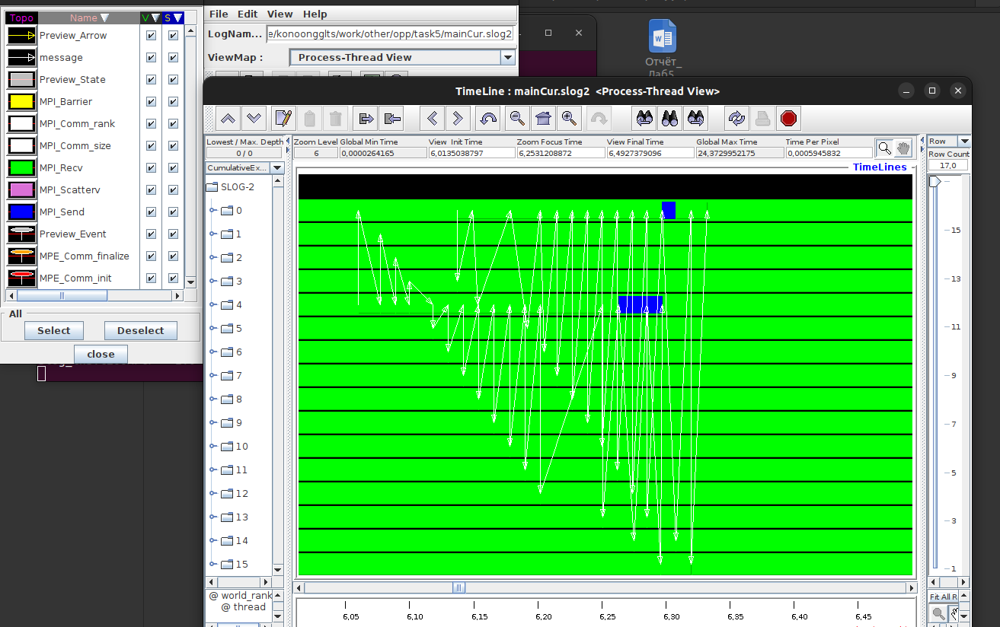 Topo Name V S
Preview_Arrow
message
Preview_State
MPI_Barrier
MPI_Comm_rank
MPI_Comm_size
MPI_Recv
MPI_Scatterv
MPI_Send
Preview_Event
MPE_Comm_finalize
MPE_Comm_init
All
Select Deselect
close
File Edit View Help
LogNam... e/konoongglts/work/other/opp/task5/mainCur.slog2
ViewMap : Process-Thread View
Отчёт_
Лаб5
TimeLine : mainCur.slog2 <Process-Thread View>
Lowest / Max. Depth Zoom Level Global Min Time View Init Time Zoom Focus Time View Final Time Global Max Time Time Per Pixel
0 / 0 6 0,0000264165 6,0135038797 6,2531208872 6,4927379096 24,3729952175 0,0005945832
Row
Row Count
17,0
CumulativeEx...
TimeLines
SLOG-2
0
1
2
3
4
5
6
7
8
9
10
11
12
13
14
15
15
13
11
9
7
5
3
1
@ world_rank
@ thread
Fit All R
6,05 6,10 6,15 6,20 6,25 6,30 6,35 6,40 6,45